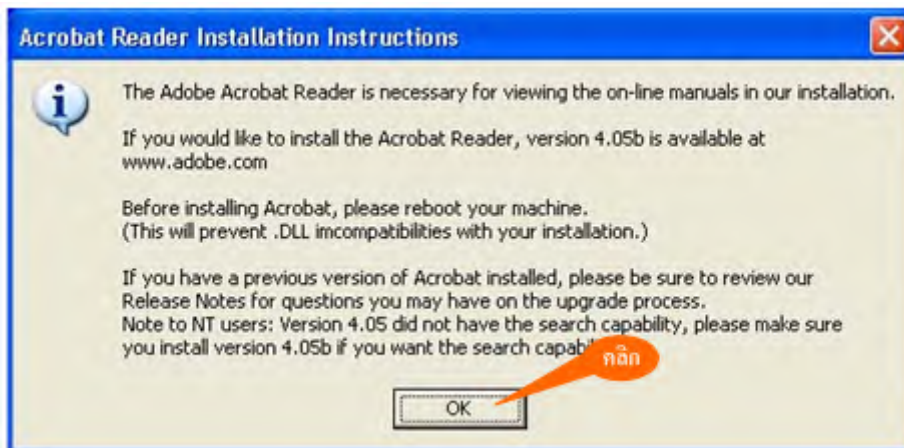 Acrobat Reader Installation Instructions
The Adobe Acrobat Reader is necessary for viewing the on-line manuals in our installation.
If you would like to install the Acrobat Reader, version 4.05b is available at
www.adobe.com
Before installing Acrobat, please reboot your machine.
(This will prevent .DLL imcompatibilities with your installation.)
If you have a previous version of Acrobat installed, please be sure to review our
Release Notes for questions you may have on the upgrade process.
Note to NT users: Version 4.05 did not have the search capability, please make sure
you install version 4.05b if you want the search capab
คลิก
OK